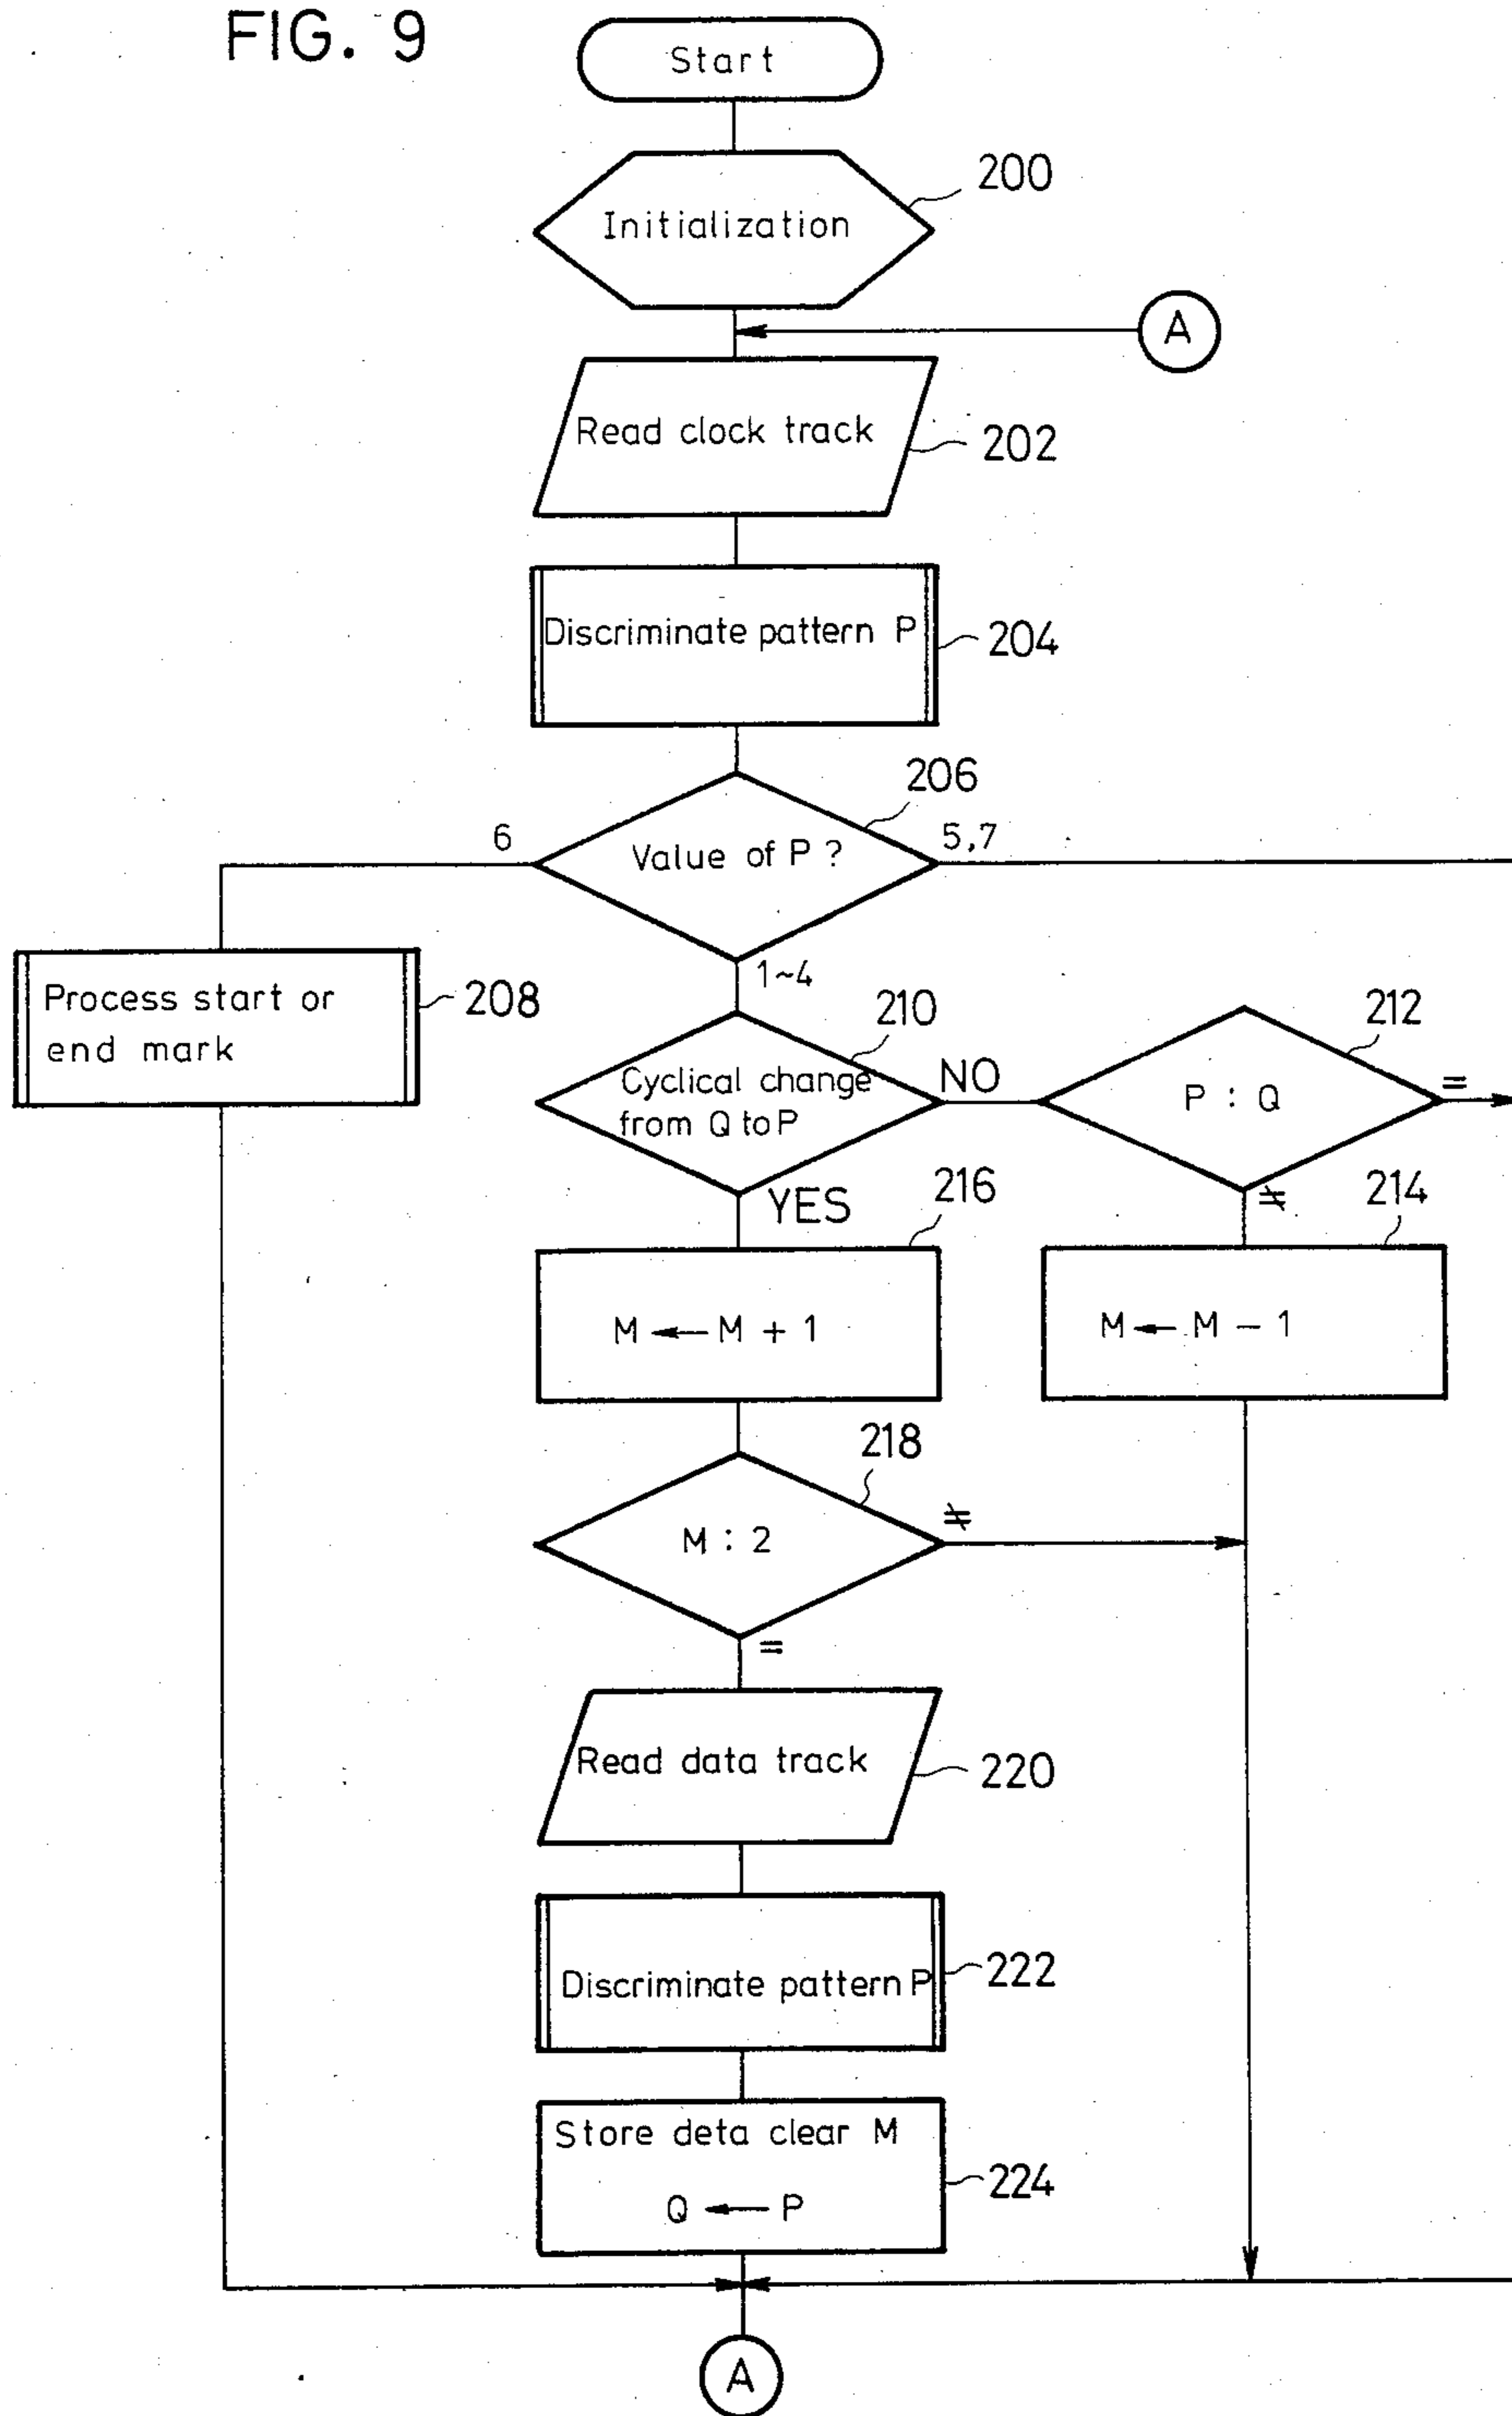 FIG. 9
Start
200
Initialization
A
Read clock track
202
Discriminate pattern P
204
206
6
Value of P ?
5,7
1~4
Process start or
end mark
208
210
Cyclical change
from Q to P
NO
212
P : Q
=
YES
≠
216
M ← M + 1
214
M ← M − 1
218
M : 2
≠
=
Read data track
220
Discriminate pattern P
222
Store deta clear M
Q ← P
224
A